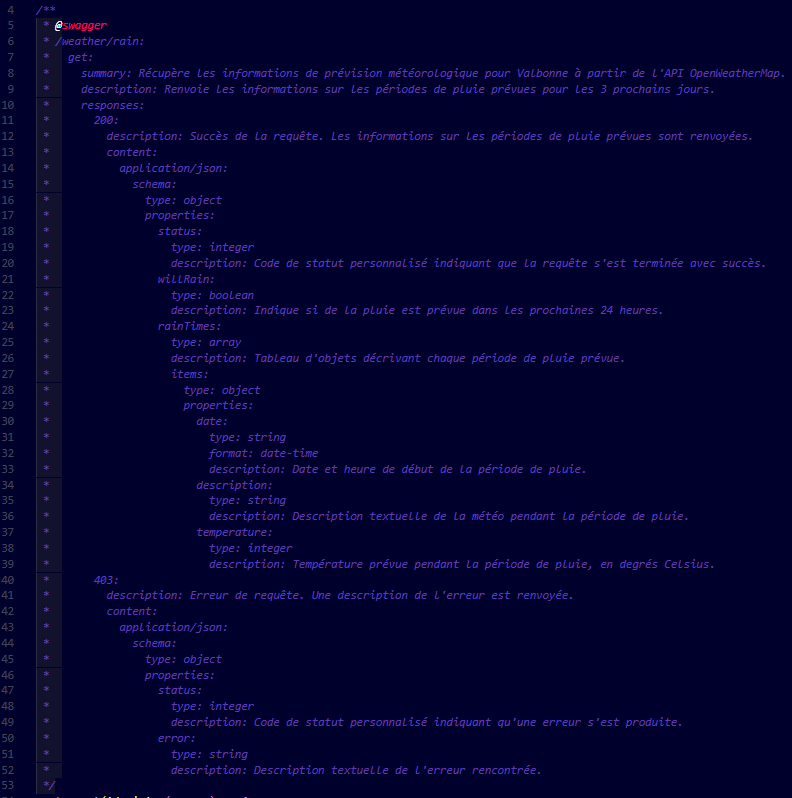 4 /**
5 * @swagger
6 * /weather/rain:
7 *   get:
8 *     summary: Récupère les informations de prévision météorologique pour Valbonne à partir de l'API OpenWeatherMap.
9 *     description: Renvoie les informations sur les périodes de pluie prévues pour les 3 prochains jours.
10 *     responses:
11 *       200:
12 *         description: Succès de la requête. Les informations sur les périodes de pluie prévues sont renvoyées.
13 *         content:
14 *           application/json:
15 *             schema:
16 *               type: object
17 *               properties:
18 *                 status:
19 *                   type: integer
20 *                   description: Code de statut personnalisé indiquant que la requête s'est terminée avec succès.
21 *                 willRain:
22 *                   type: boolean
23 *                   description: Indique si de la pluie est prévue dans les prochaines 24 heures.
24 *                 rainTimes:
25 *                   type: array
26 *                   description: Tableau d'objets décrivant chaque période de pluie prévue.
27 *                   items:
28 *                     type: object
29 *                     properties:
30 *                       date:
31 *                         type: string
32 *                         format: date-time
33 *                         description: Date et heure de début de la période de pluie.
34 *                       description:
35 *                         type: string
36 *                         description: Description textuelle de la météo pendant la période de pluie.
37 *                       temperature:
38 *                         type: integer
39 *                         description: Température prévue pendant la période de pluie, en degrés Celsius.
40 *       403:
41 *         description: Erreur de requête. Une description de l'erreur est renvoyée.
42 *         content:
43 *           application/json:
44 *             schema:
45 *               type: object
46 *               properties:
47 *                 status:
48 *                   type: integer
49 *                   description: Code de statut personnalisé indiquant qu'une erreur s'est produite.
50 *                 error:
51 *                   type: string
52 *                   description: Description textuelle de l'erreur rencontrée.
53 */